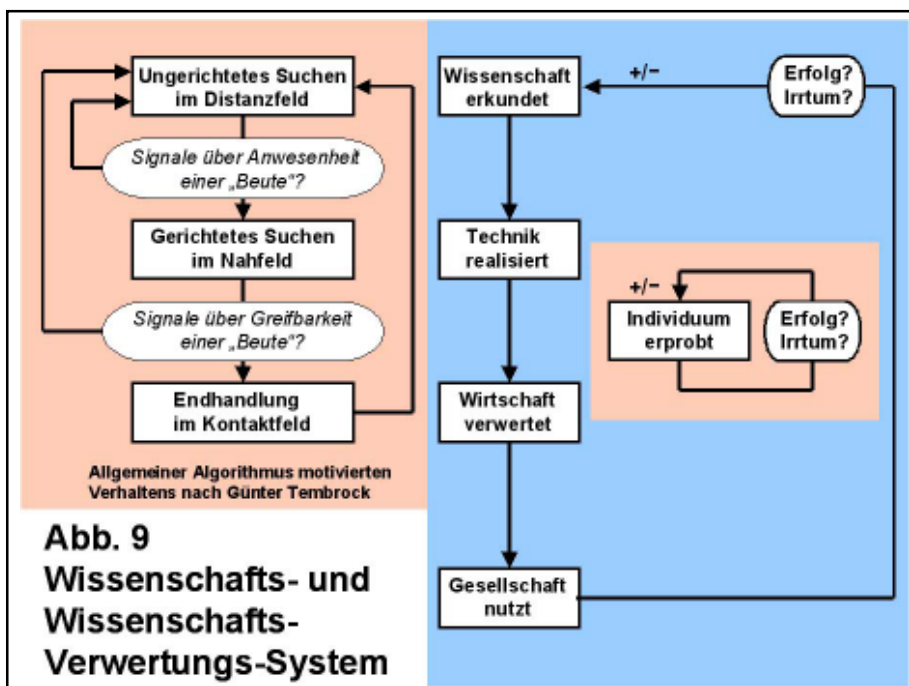 Ungerichtetes Suchen
im Distanzfeld
Signale über Anwesenheit
einer „Beute“?
Gerichtetes Suchen
im Nahfeld
Signale über Greifbarkeit
einer „Beute“?
Endhandlung
im Kontaktfeld
Allgemeiner Algorithmus motivierten
Verhaltens nach Günter Tembrock
Abb. 9
Wissenschafts- und
Wissenschafts-
Verwertungs-System
Wissenschaft
erkundet
+/−
Erfolg?
Irrtum?
Technik
realisiert
+/−
Individuum
erprobt
Erfolg?
Irrtum?
Wirtschaft
verwertet
Gesellschaft
nutzt